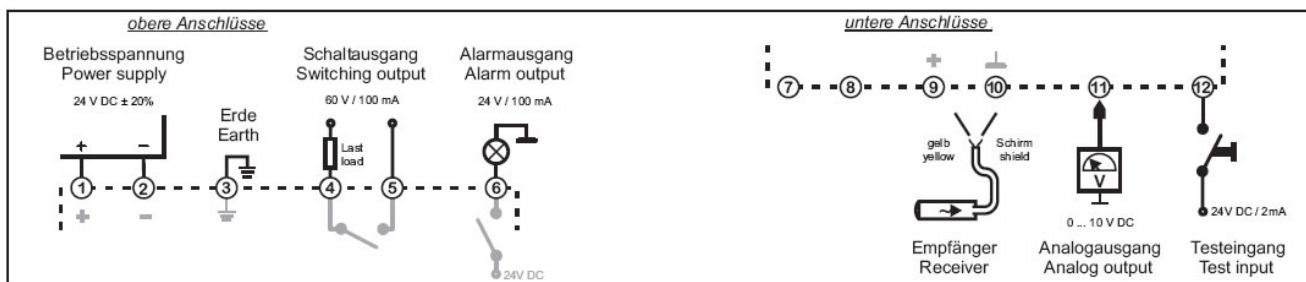 obere Anschlüsse
Betriebsspannung
Power supply
24 V DC ± 20%
+ −
Erde
Earth
Schaltausgang
Switching output
60 V / 100 mA
Last
load
Alarmausgang
Alarm output
24 V / 100 mA
1 2 3 4 5 6
+ −
24V DC
untere Anschlüsse
+
7 8 9 10 11 12
gelb
yellow
Schirm
shield
V
0 ... 10 V DC
24V DC / 2mA
Empfänger
Receiver
Analogausgang
Analog output
Testeingang
Test input